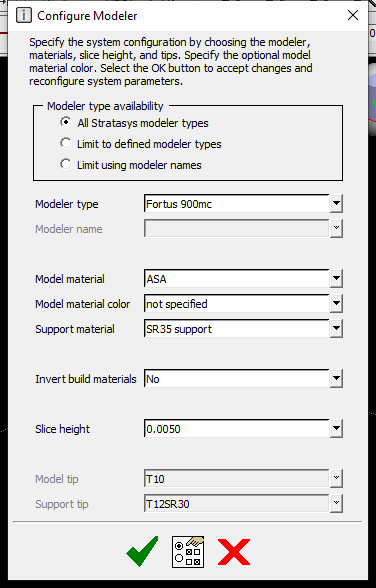 Configure Modeler
Specify the system configuration by choosing the modeler,
materials, slice height, and tips. Specify the optional model
material color. Select the OK button to accept changes and
reconfigure system parameters.
Modeler type availability
All Stratasys modeler types
Limit to defined modeler types
Limit using modeler names
Modeler type Fortus 900mc
Modeler name
Model material ASA
Model material color not specified
Support material SR35 support
Invert build materials No
Slice height 0.0050
Model tip T10
Support tip T12SR30